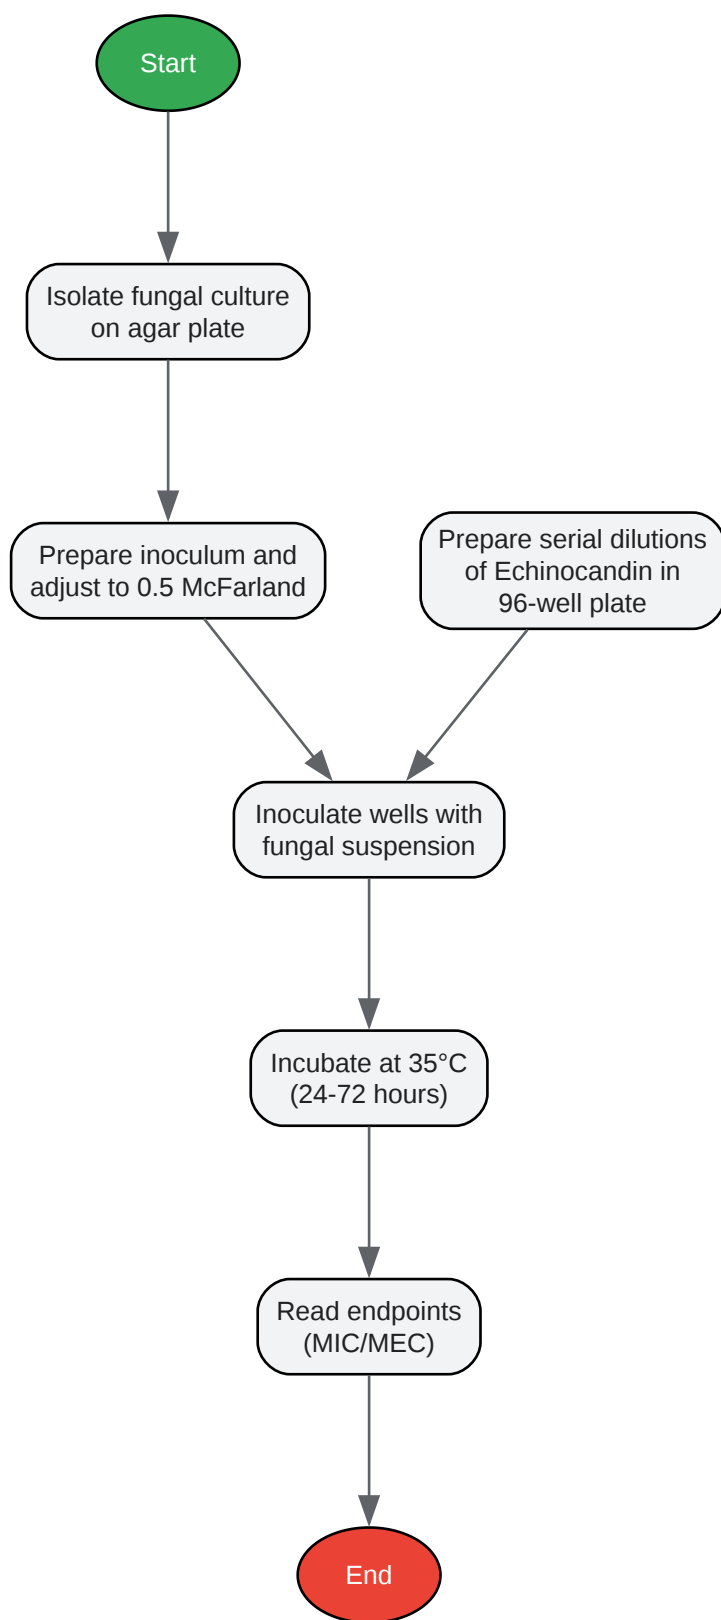 Start
Isolate fungal culture
on agar plate
Prepare inoculum and
adjust to 0.5 McFarland
Prepare serial dilutions
of Echinocandin in
96-well plate
Inoculate wells with
fungal suspension
Incubate at 35°C
(24-72 hours)
Read endpoints
(MIC/MEC)
End